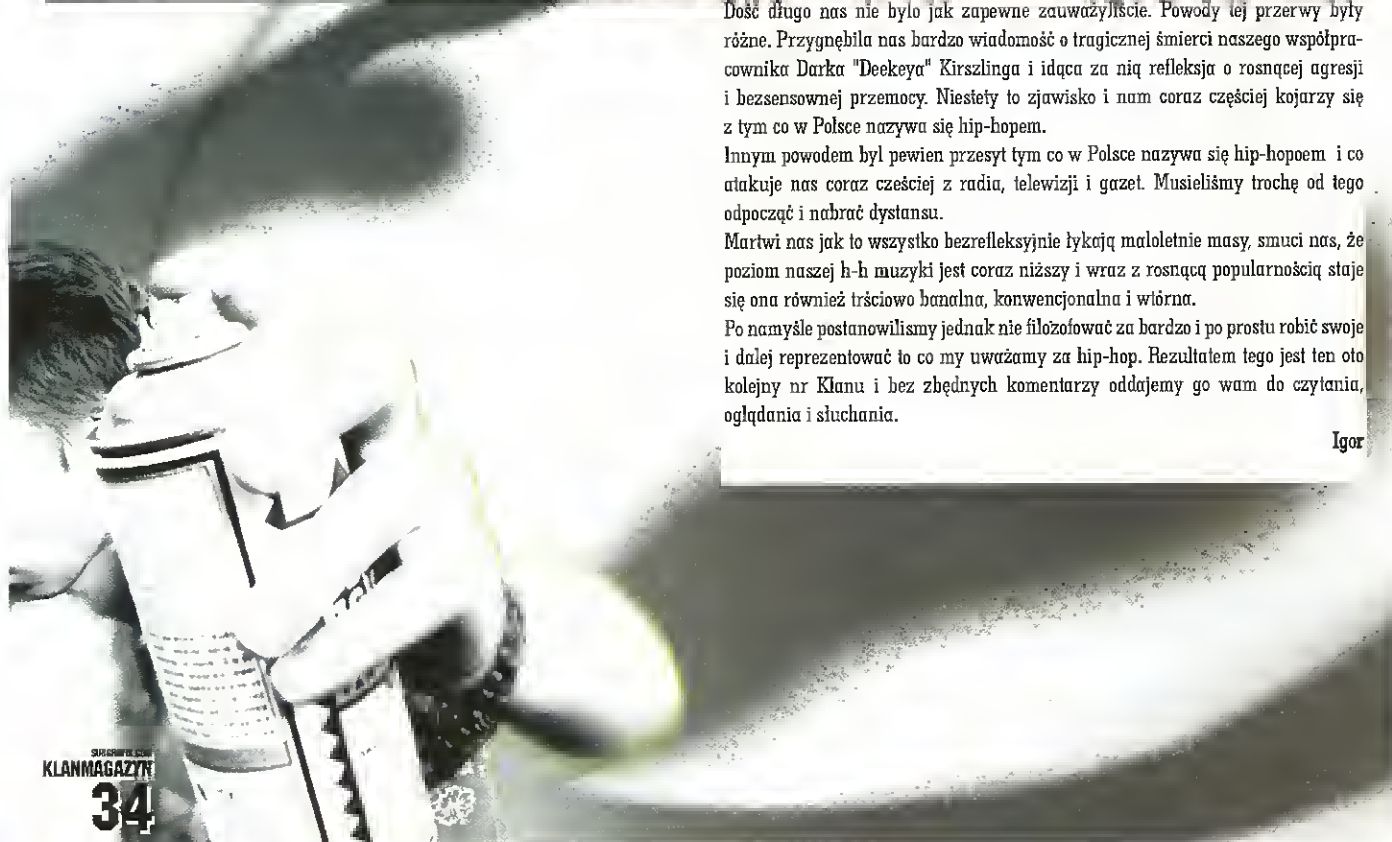 Dość długo nas nie bylo jak zapewne zauważyliście. Powody tej przerwy były
różne. Przygnębila nas bardzo wiadomość o tragicznej śmierci naszego współpra-
cownika Darka "Deekeya" Kirszlinga i idąca za nią refleksja o rosnącej agresji
i bezsensownej przemocy. Niestety to zjawisko i nam coraz częściej kojarzy się
z tym co w Polsce nazywa się hip-hopem.
Innym powodem byl pewien przesyt tym co w Polsce nazywa się hip-hopoem i co
atakuje nas coraz cześciej z radia, telewizji i gazet. Musieliśmy trochę od tego
odpocząć i nabrać dystansu.
Martwi nas jak to wszystko bezrefleksyjnie łykają maloletnie masy, smuci nas, że
poziom naszej h-h muzyki jest coraz niższy i wraz z rosnącą popularnością staje
się ona również trściowo banalna, konwencjonalna i wtórna.
Po namyśle postanowilismy jednak nie filozofować za bardzo i po prostu robić swoje
i dalej reprezentować to co my uważamy za hip-hop. Rezultatem tego jest ten oto
kolejny nr Klanu i bez zbędnych komentarzy oddajemy go wam do czytania,
oglądania i słuchania.
Igor
KLANMAGAZYN
34